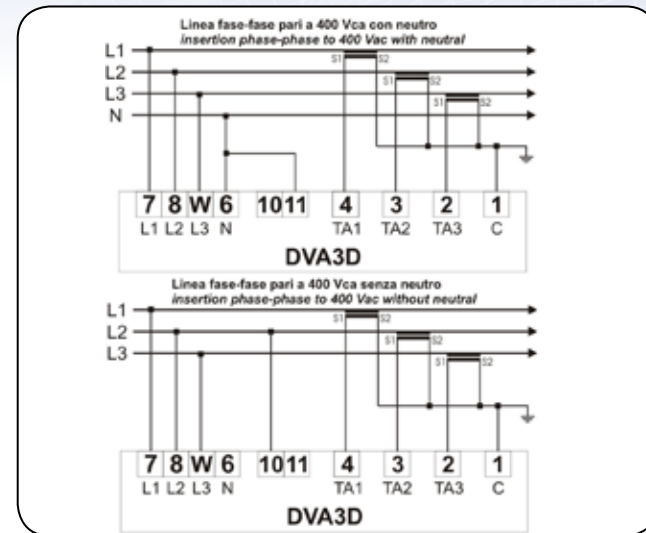 Linea fase-fase pari a 400 Vca con neutro
insertion phase-phase to 400 Vac with neutral
L1
S1 S2
L2
S1 S2
L3
S1 S2
N
7 8 W 6 10 11 4 3 2 1
L1 L2 L3 N TA1 TA2 TA3 C
DVA3D
Linea fase-fase pari a 400 Vca senza neutro
insertion phase-phase to 400 Vac without neutral
L1
S1 S2
L2
S1 S2
L3
S1 S2
7 8 W 6 10 11 4 3 2 1
L1 L2 L3 N TA1 TA2 TA3 C
DVA3D